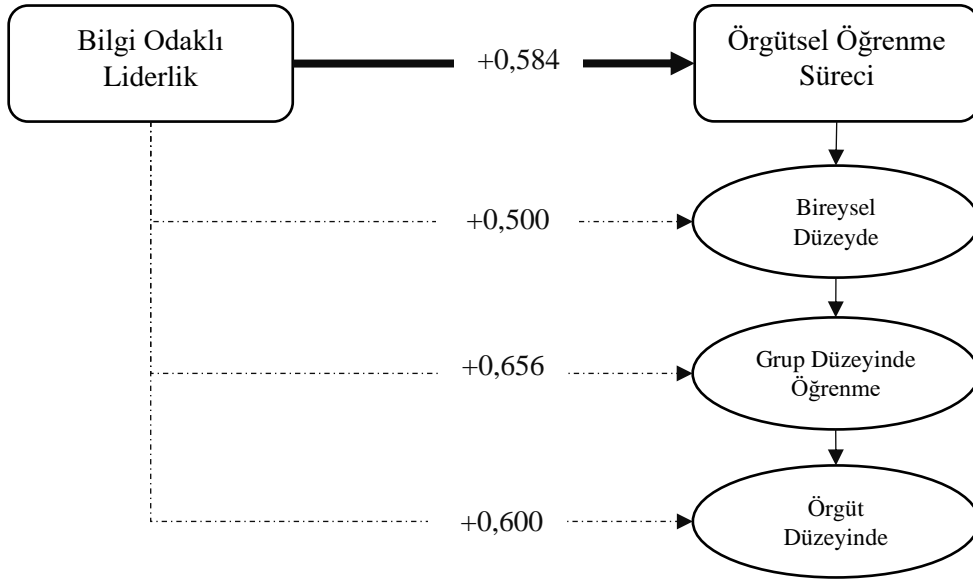 Bilgi Odaklı
Liderlik
+0,584
Örgütsel Öğrenme
Süreci
+0,500
Bireysel
Düzeyde
+0,656
Grup Düzeyinde
Öğrenme
+0,600
Örgüt
Düzeyinde